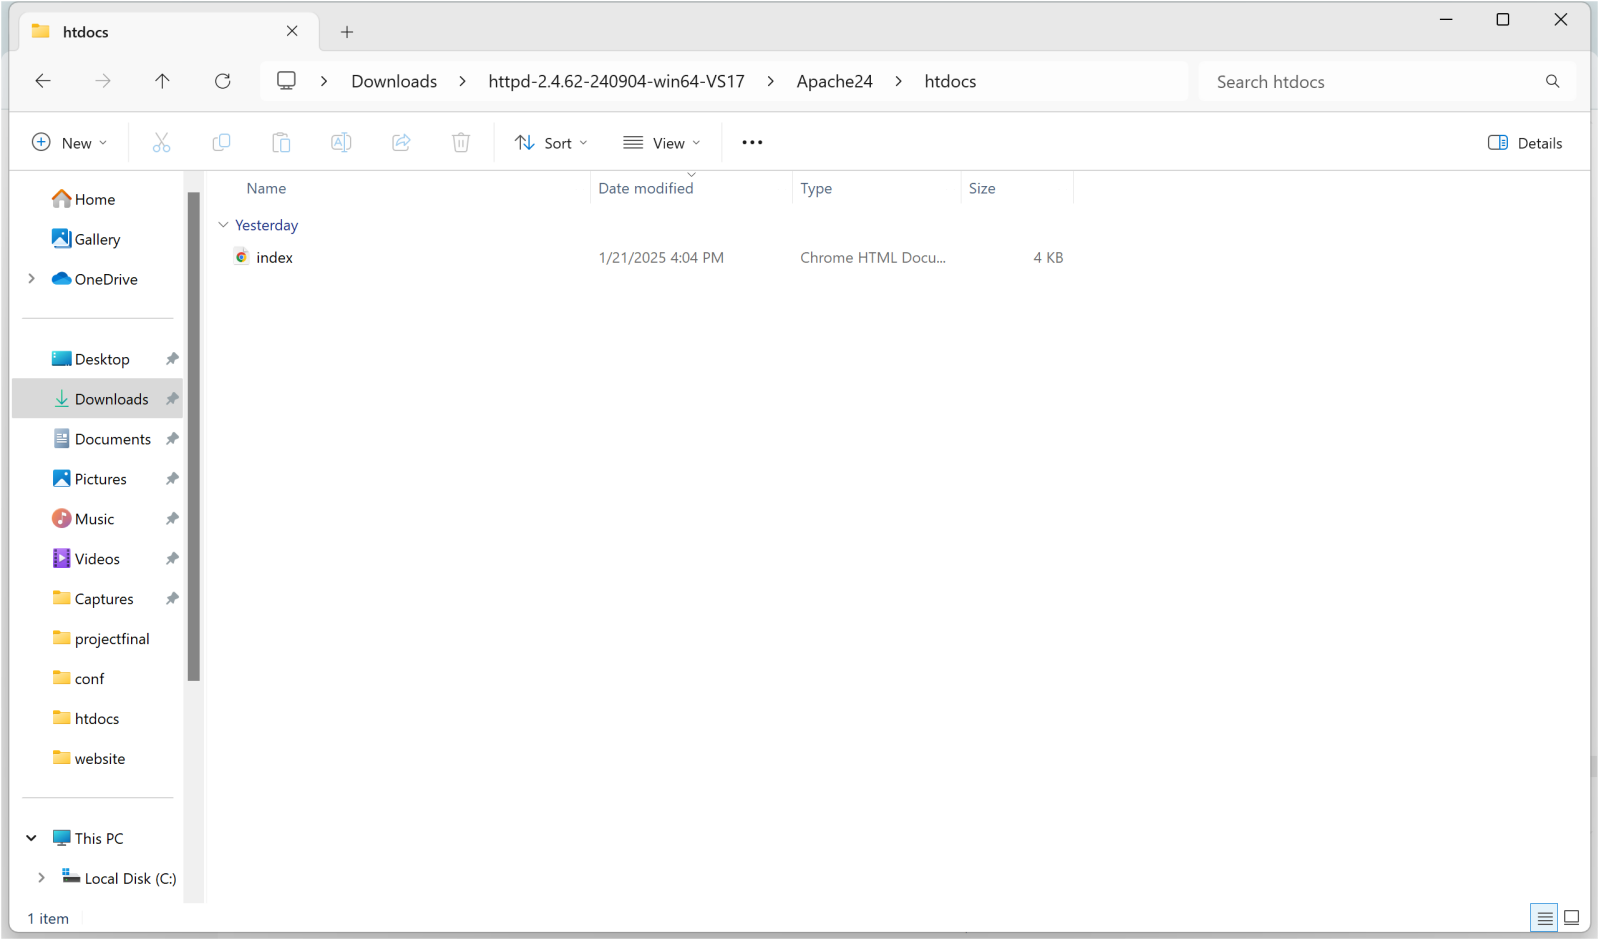 htdocs
Downloads > httpd-2.4.62-240904-win64-VS17 > Apache24 > htdocs
Search htdocs
New
Sort
View
Details
Name Date modified Type Size
Yesterday
index 1/21/2025 4:04 PM Chrome HTML Docu... 4 KB
Home
Gallery
OneDrive
Desktop
Downloads
Documents
Pictures
Music
Videos
Captures
projectfinal
conf
htdocs
website
This PC
Local Disk (C:)
1 item